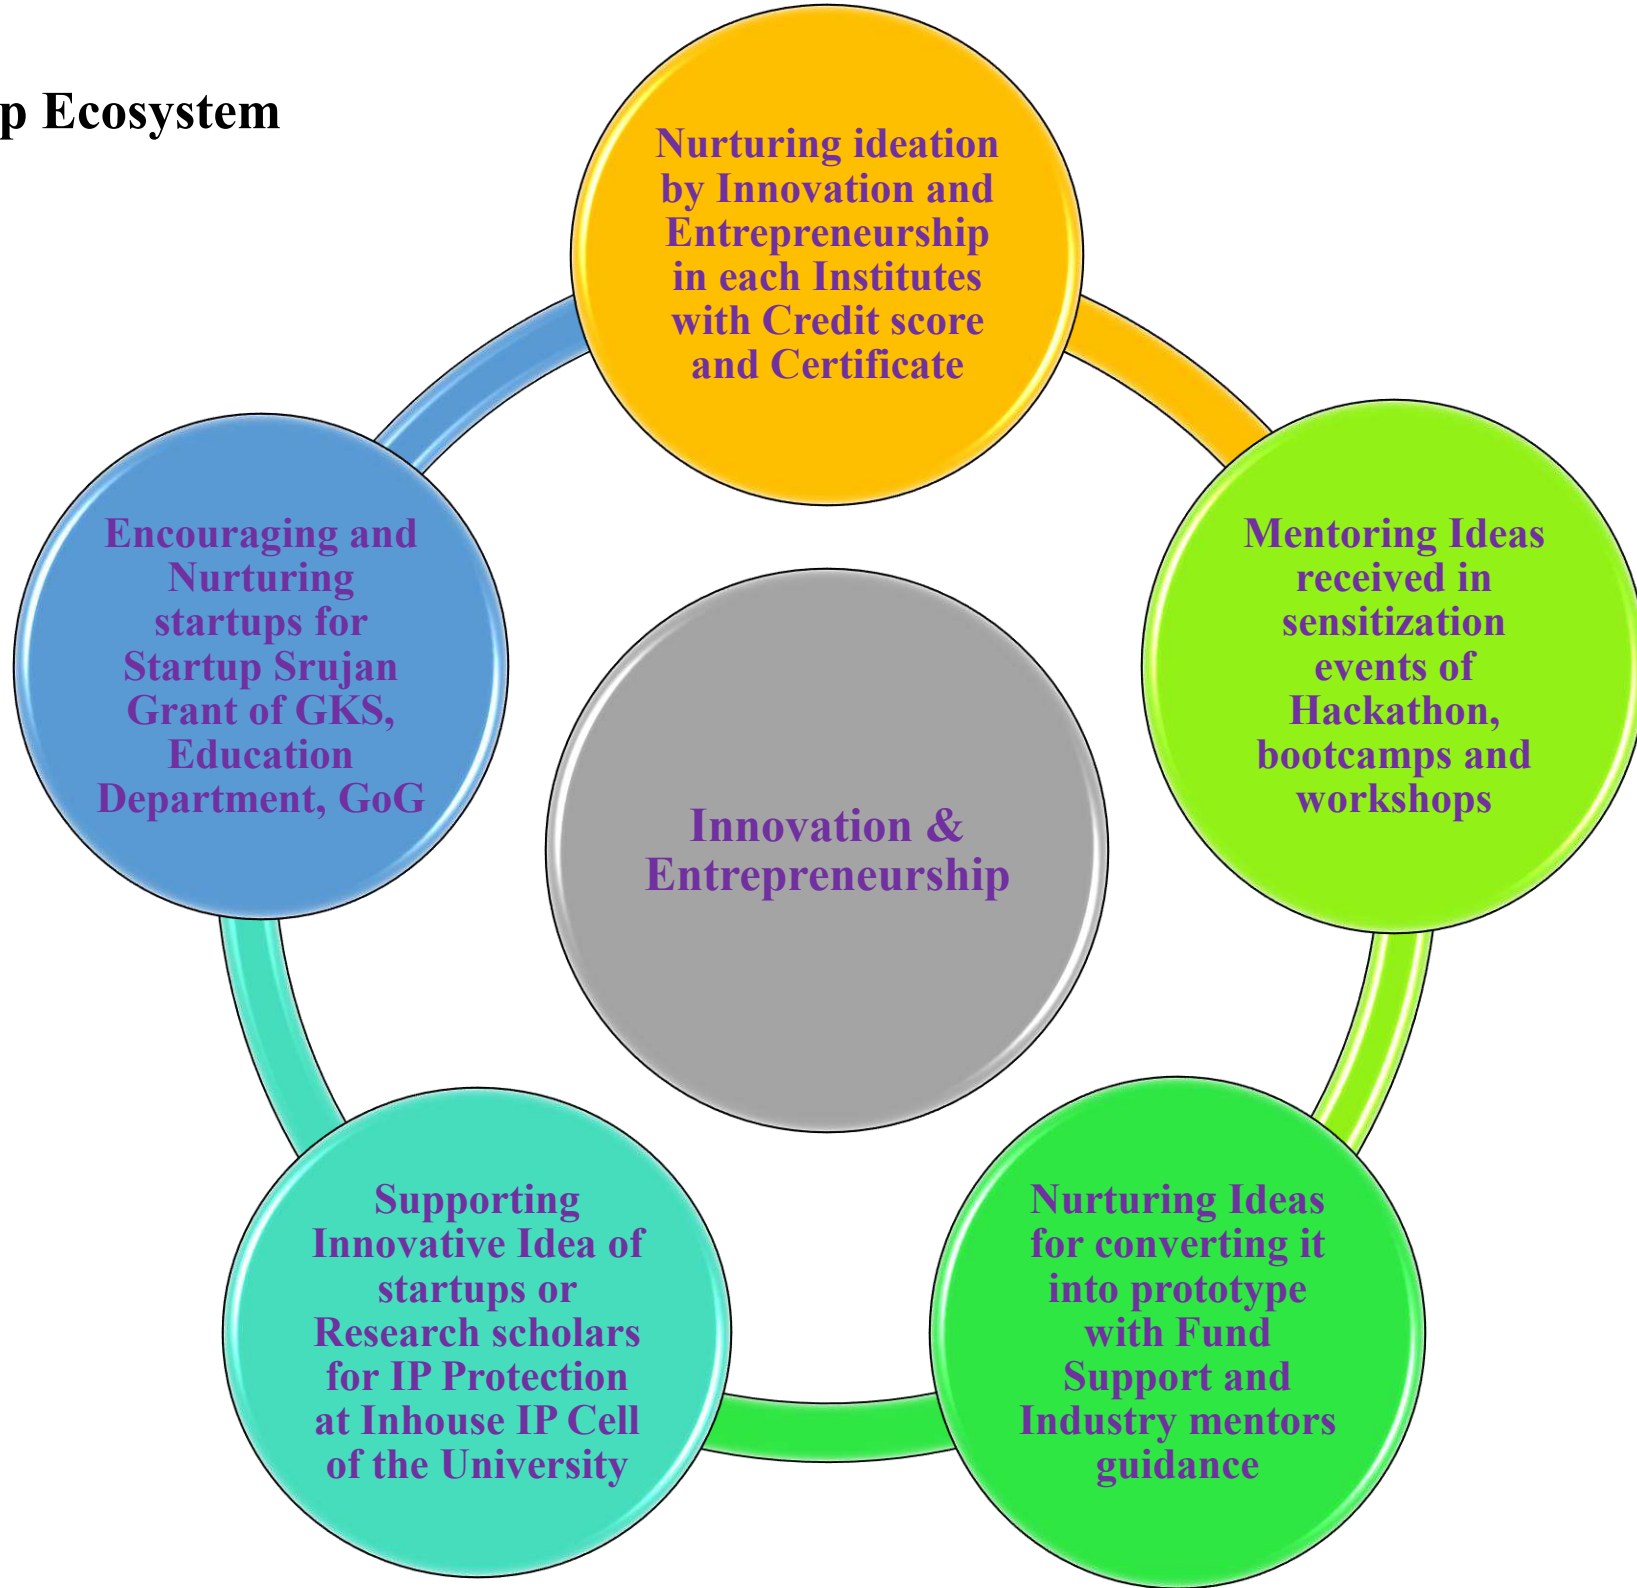 p Ecosystem
Nurturing ideation
by Innovation and
Entrepreneurship
in each Institutes
with Credit score
and Certificate
Mentoring Ideas
received in
sensitization
events of
Hackathon,
bootcamps and
workshops
Nurturing Ideas
for converting it
into prototype
with Fund
Support and
Industry mentors
guidance
Supporting
Innovative Idea of
startups or
Research scholars
for IP Protection
at Inhouse IP Cell
of the University
Encouraging and
Nurturing
startups for
Startup Srujan
Grant of GKS,
Education
Department, GoG
Innovation &
Entrepreneurship